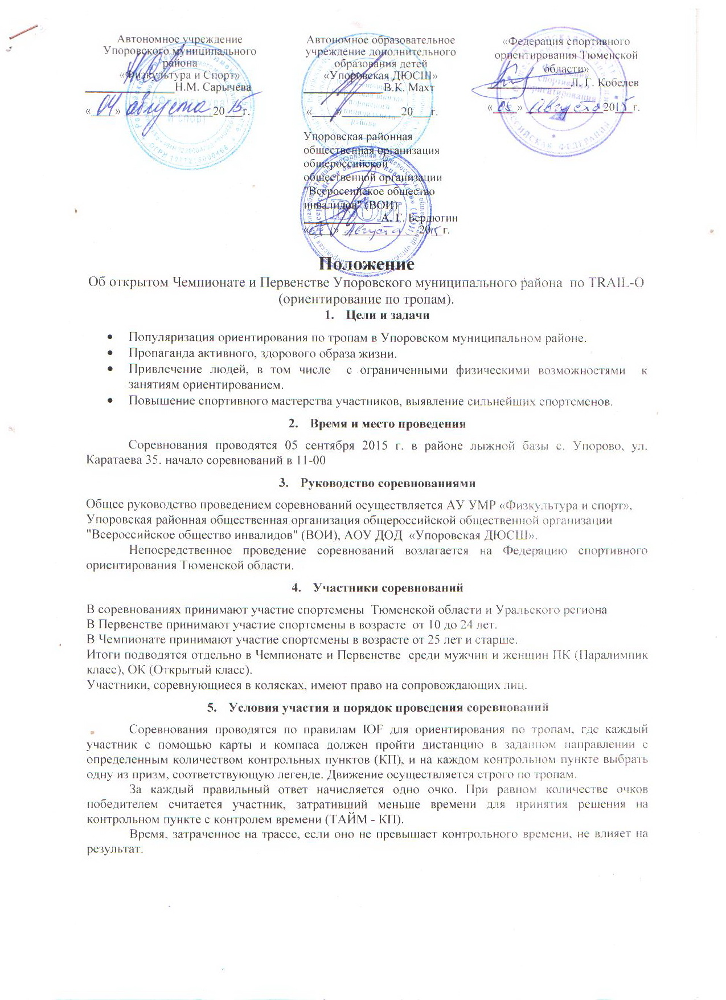 Автономное учреждение
Упоровского муниципального
района
«Физкультура и Спорт»
________________Н.М. Сарычева
«04» августа 2015 г.
Автономное образовательное
учреждение дополнительного
образования детей
«Упоровская ДЮСШ»
______________В.К. Махт
«____»__________20___г.
«Федерация спортивного
ориентирования Тюменской
области»
______________Л. Г. Кобелев
«05» Августа 2015 г.
Упоровская районная
общественная организация
общероссийской
общественной организации
"Всероссийское общество
инвалидов" (ВОИ)
______________А. Г. Бердюгин
« » Августа 2015 г.
Положение
Об открытом Чемпионате и Первенстве Упоровского муниципального района по TRAIL-O
(ориентирование по тропам).
1. Цели и задачи
• Популяризация ориентирования по тропам в Упоровском муниципальном районе.
• Пропаганда активного, здорового образа жизни.
• Привлечение людей, в том числе с ограниченными физическими возможностями к
занятиям ориентированием.
• Повышение спортивного мастерства участников, выявление сильнейших спортсменов.
2. Время и место проведения
Соревнования проводятся 05 сентября 2015 г. в районе лыжной базы с. Упорово, ул.
Каратаева 35. начало соревнований в 11-00
3. Руководство соревнованиями
Общее руководство проведением соревнований осуществляется АУ УМР «Физкультура и спорт»,
Упоровская районная общественная организация общероссийской общественной организации
"Всероссийское общество инвалидов" (ВОИ), АОУ ДОД «Упоровская ДЮСШ».
Непосредственное проведение соревнований возлагается на Федерацию спортивного
ориентирования Тюменской области.
4. Участники соревнований
В соревнованиях принимают участие спортсмены Тюменской области и Уральского региона
В Первенстве принимают участие спортсмены в возрасте от 10 до 24 лет.
В Чемпионате принимают участие спортсмены в возрасте от 25 лет и старше.
Итоги подводятся отдельно в Чемпионате и Первенстве среди мужчин и женщин ПК (Паралимпик
класс), ОК (Открытый класс).
Участники, соревнующиеся в колясках, имеют право на сопровождающих лиц.
5. Условия участия и порядок проведения соревнований
Соревнования проводятся по правилам IOF для ориентирования по тропам, где каждый
участник с помощью карты и компаса должен пройти дистанцию в заданном направлении с
определенным количеством контрольных пунктов (КП), и на каждом контрольном пункте выбрать
одну из призм, соответствующую легенде. Движение осуществляется строго по тропам.
За каждый правильный ответ начисляется одно очко. При равном количестве очков
победителем считается участник, затративший меньше времени для принятия решения на
контрольном пункте с контролем времени (ТАЙМ - КП).
Время, затраченное на трассе, если оно не превышает контрольного времени, не влияет на
результат.